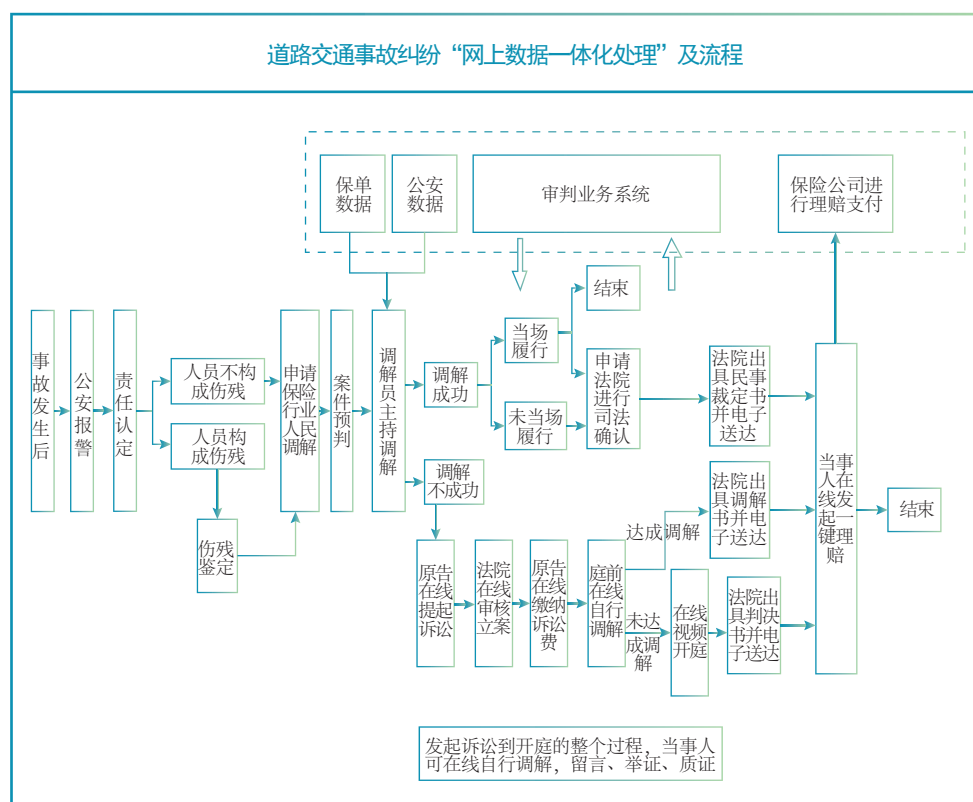 道路交通事故纠纷“网上数据一体化处理”及流程
保单
数据
公安
数据
审判业务系统
保险公司进
行理赔支付
事故发生后
公安报警
责任认定
人员不构
成伤残
人员构
成伤残
伤残
鉴定
申请
保险
行业
人民
调解
案件预判
调解员主持调解
调解
成功
调解
不成功
当场
履行
未当场
履行
结束
申请
法院
进行
司法
确认
法院出
具民事
裁定书
并电子
送达
原告
在线
提起
诉讼
法院
在线
审核
立案
原告
在线
缴纳
诉讼
费
庭前
在线
自行
调解
达成调解
未达
成调解
法院出
具调解
书并电
子送达
在线
视频
开庭
法院出
具判决
书并电
子送达
当事
人在
线发
起一
键理
赔
结束
发起诉讼到开庭的整个过程，当事人
可在线自行调解，留言、举证、质证